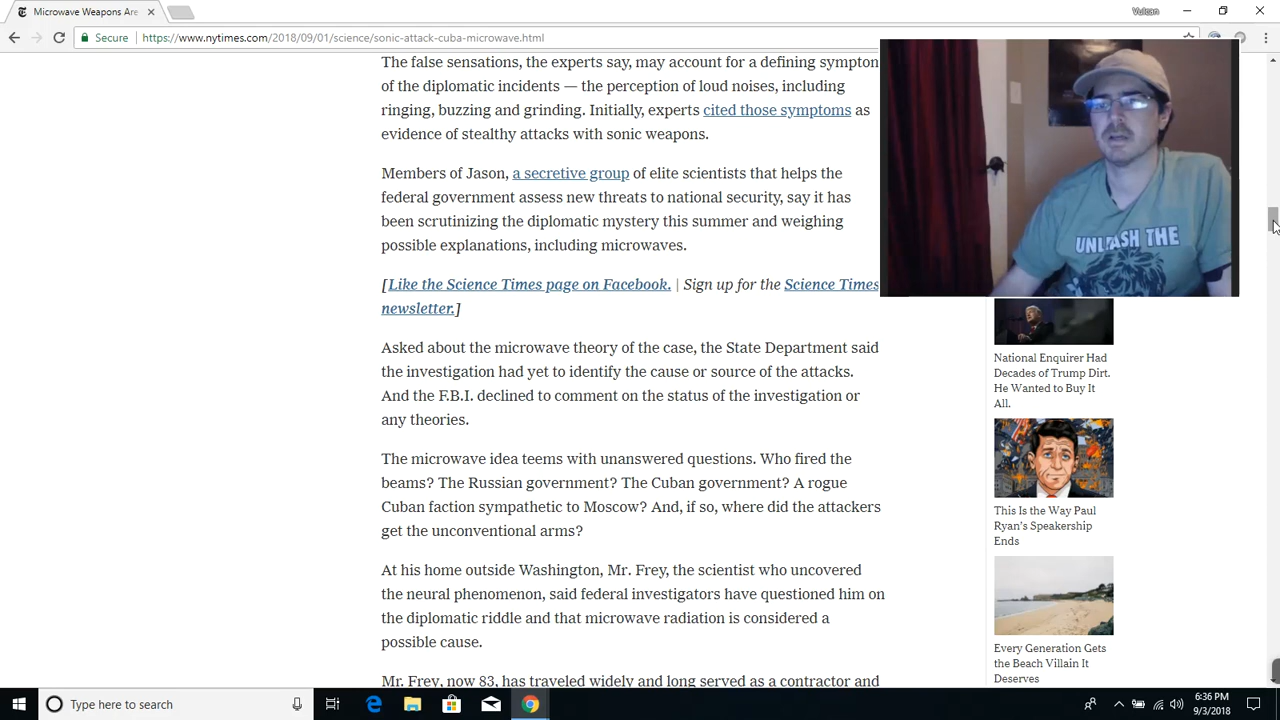 Microwave Weapons Are
Vulcan
Secure
https://www.nytimes.com/2018/09/01/science/sonic-attack-cuba-microwave.html
The false sensations, the experts say, may account for a defining sympton
of the diplomatic incidents — the perception of loud noises, including
ringing, buzzing and grinding. Initially, experts cited those symptoms as
evidence of stealthy attacks with sonic weapons.
Members of Jason, a secretive group of elite scientists that helps the
federal government assess new threats to national security, say it has
been scrutinizing the diplomatic mystery this summer and weighing
possible explanations, including microwaves.
[Like the Science Times page on Facebook. | Sign up for the Science Times
newsletter.]
Asked about the microwave theory of the case, the State Department said
the investigation had yet to identify the cause or source of the attacks.
And the F.B.I. declined to comment on the status of the investigation or
any theories.
The microwave idea teems with unanswered questions. Who fired the
beams? The Russian government? The Cuban government? A rogue
Cuban faction sympathetic to Moscow? And, if so, where did the attackers
get the unconventional arms?
At his home outside Washington, Mr. Frey, the scientist who uncovered
the neural phenomenon, said federal investigators have questioned him on
the diplomatic riddle and that microwave radiation is considered a
possible cause.
Mr. Frey, now 83, has traveled widely and long served as a contractor and
UNLEASH THE
National Enquirer Had
Decades of Trump Dirt.
He Wanted to Buy It
All.
This Is the Way Paul
Ryan's Speakership
Ends
Every Generation Gets
the Beach Villain It
Deserves
Type here to search
6:36 PM
9/3/2018